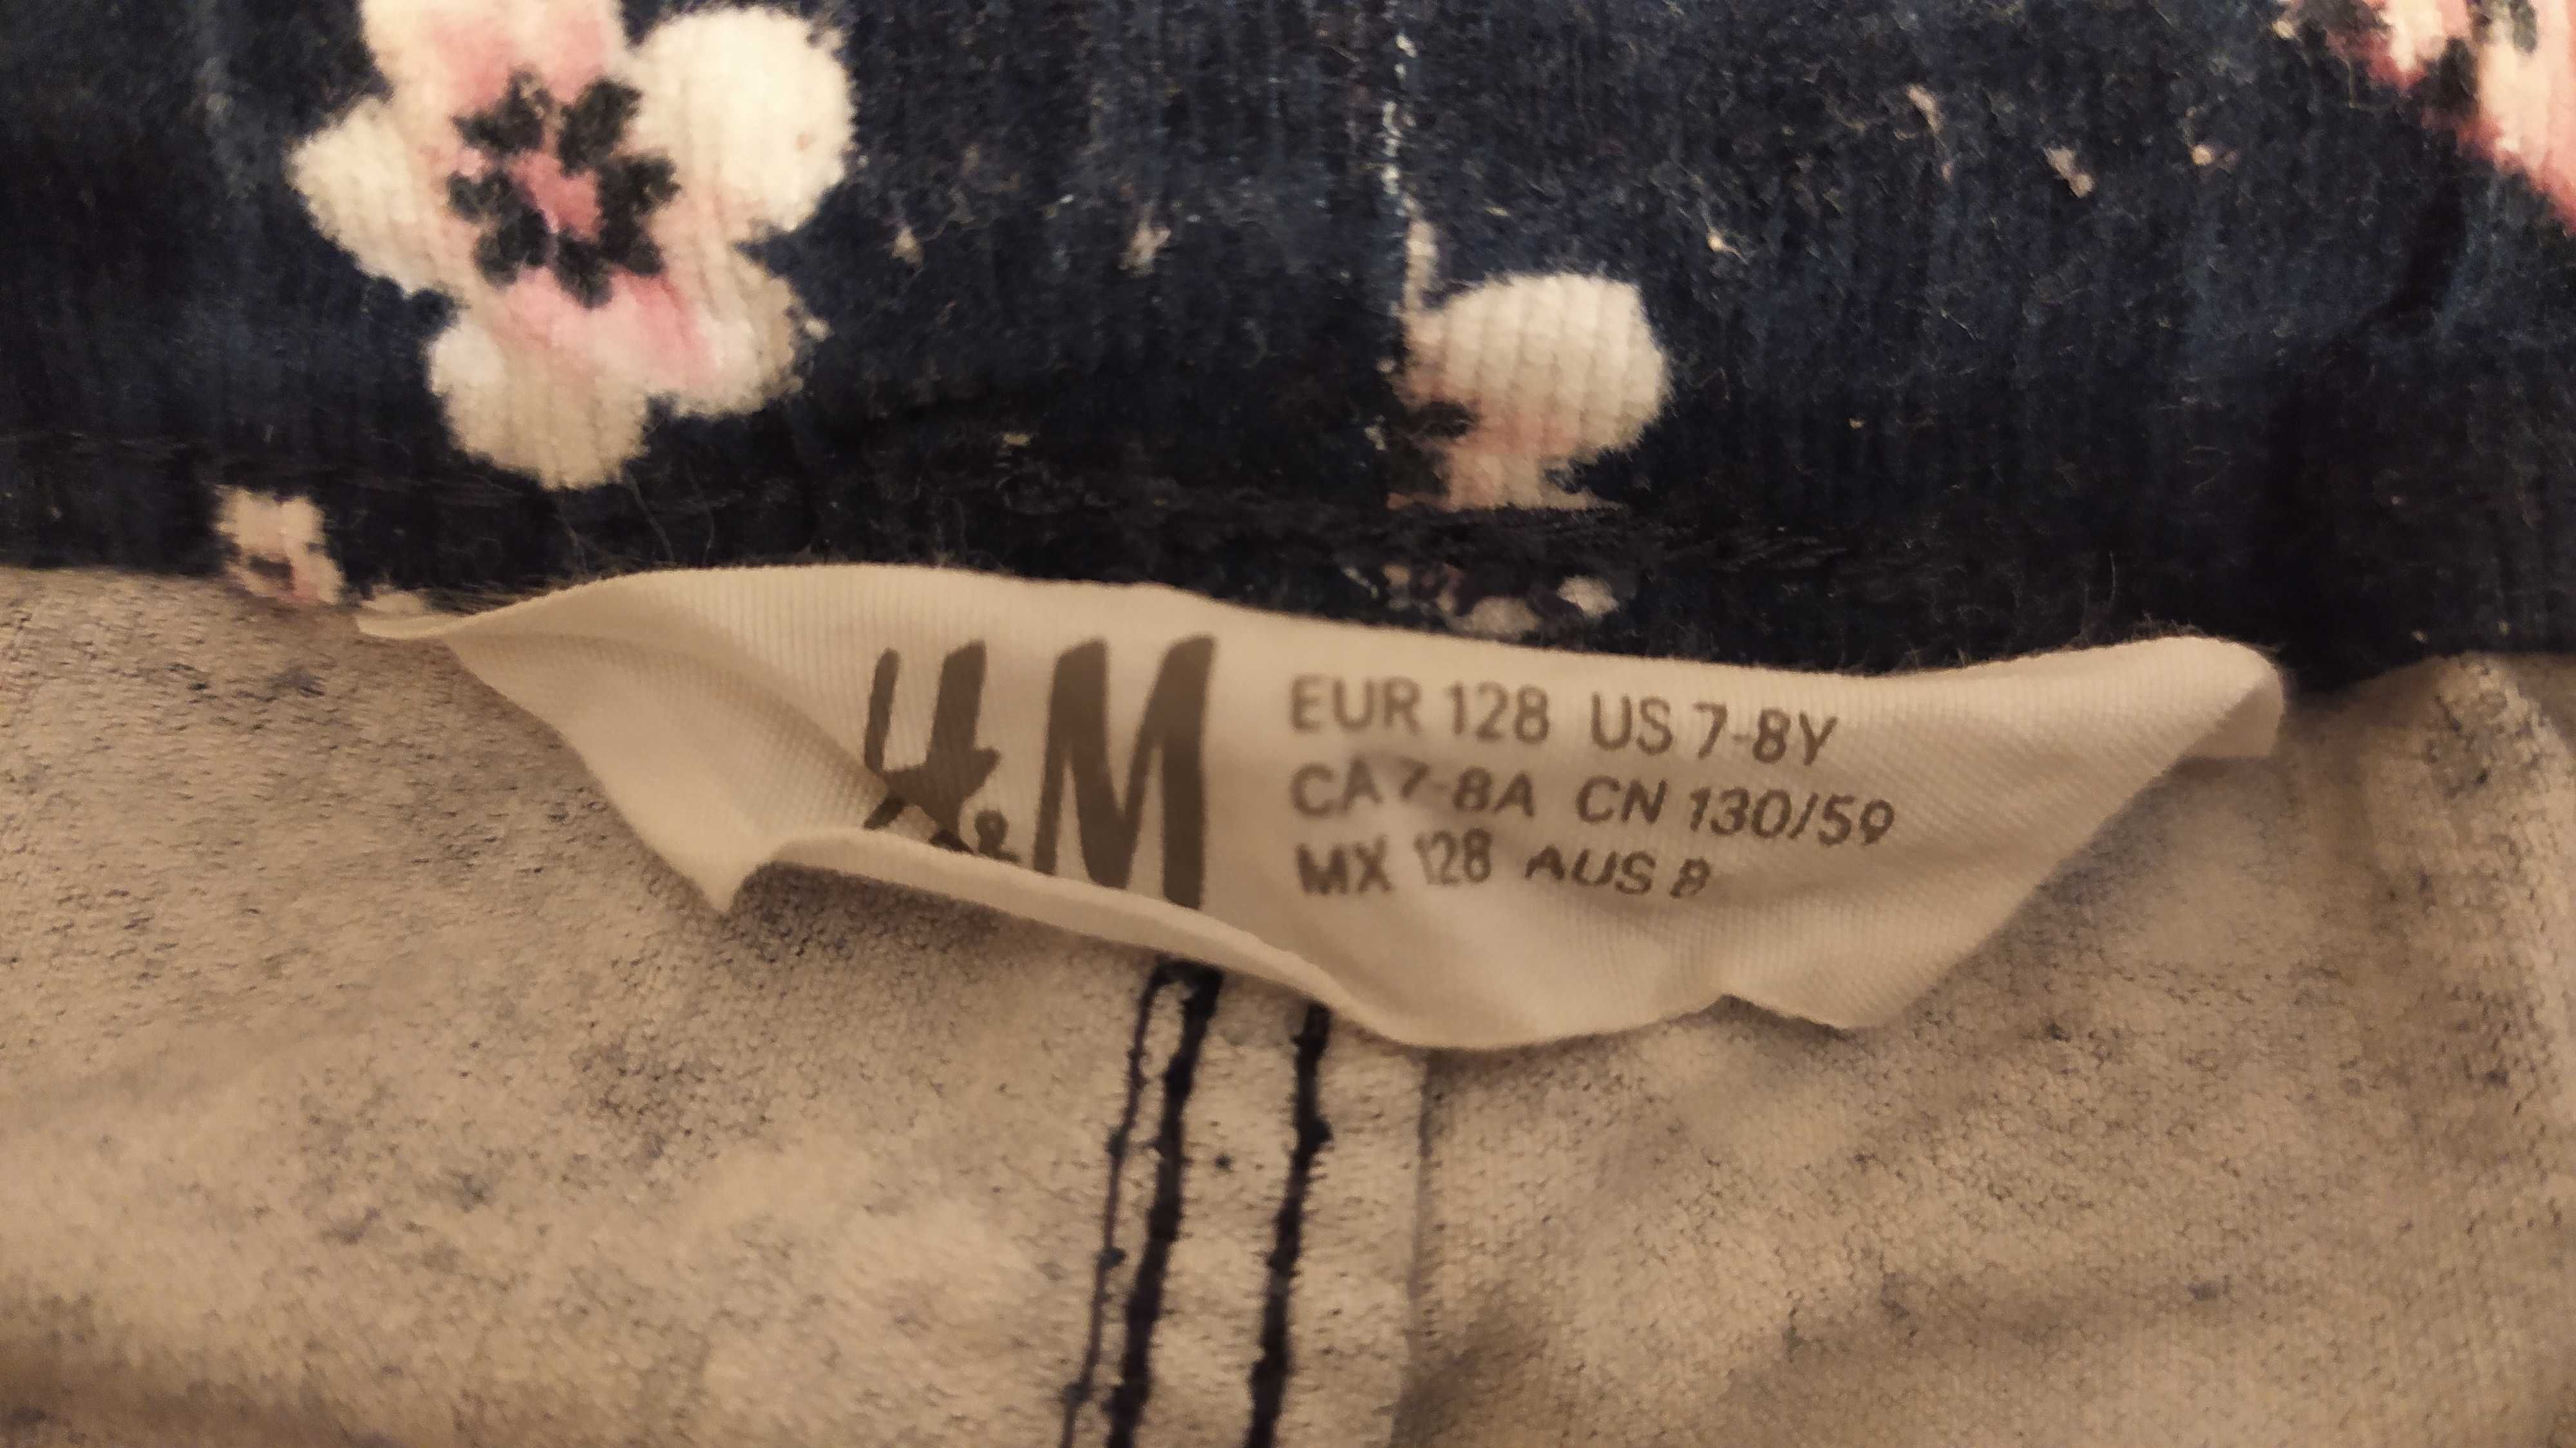 H&M
EUR 128 US 7-8Y
CA 7-8A CN 130/59
MX 128 AUS 8